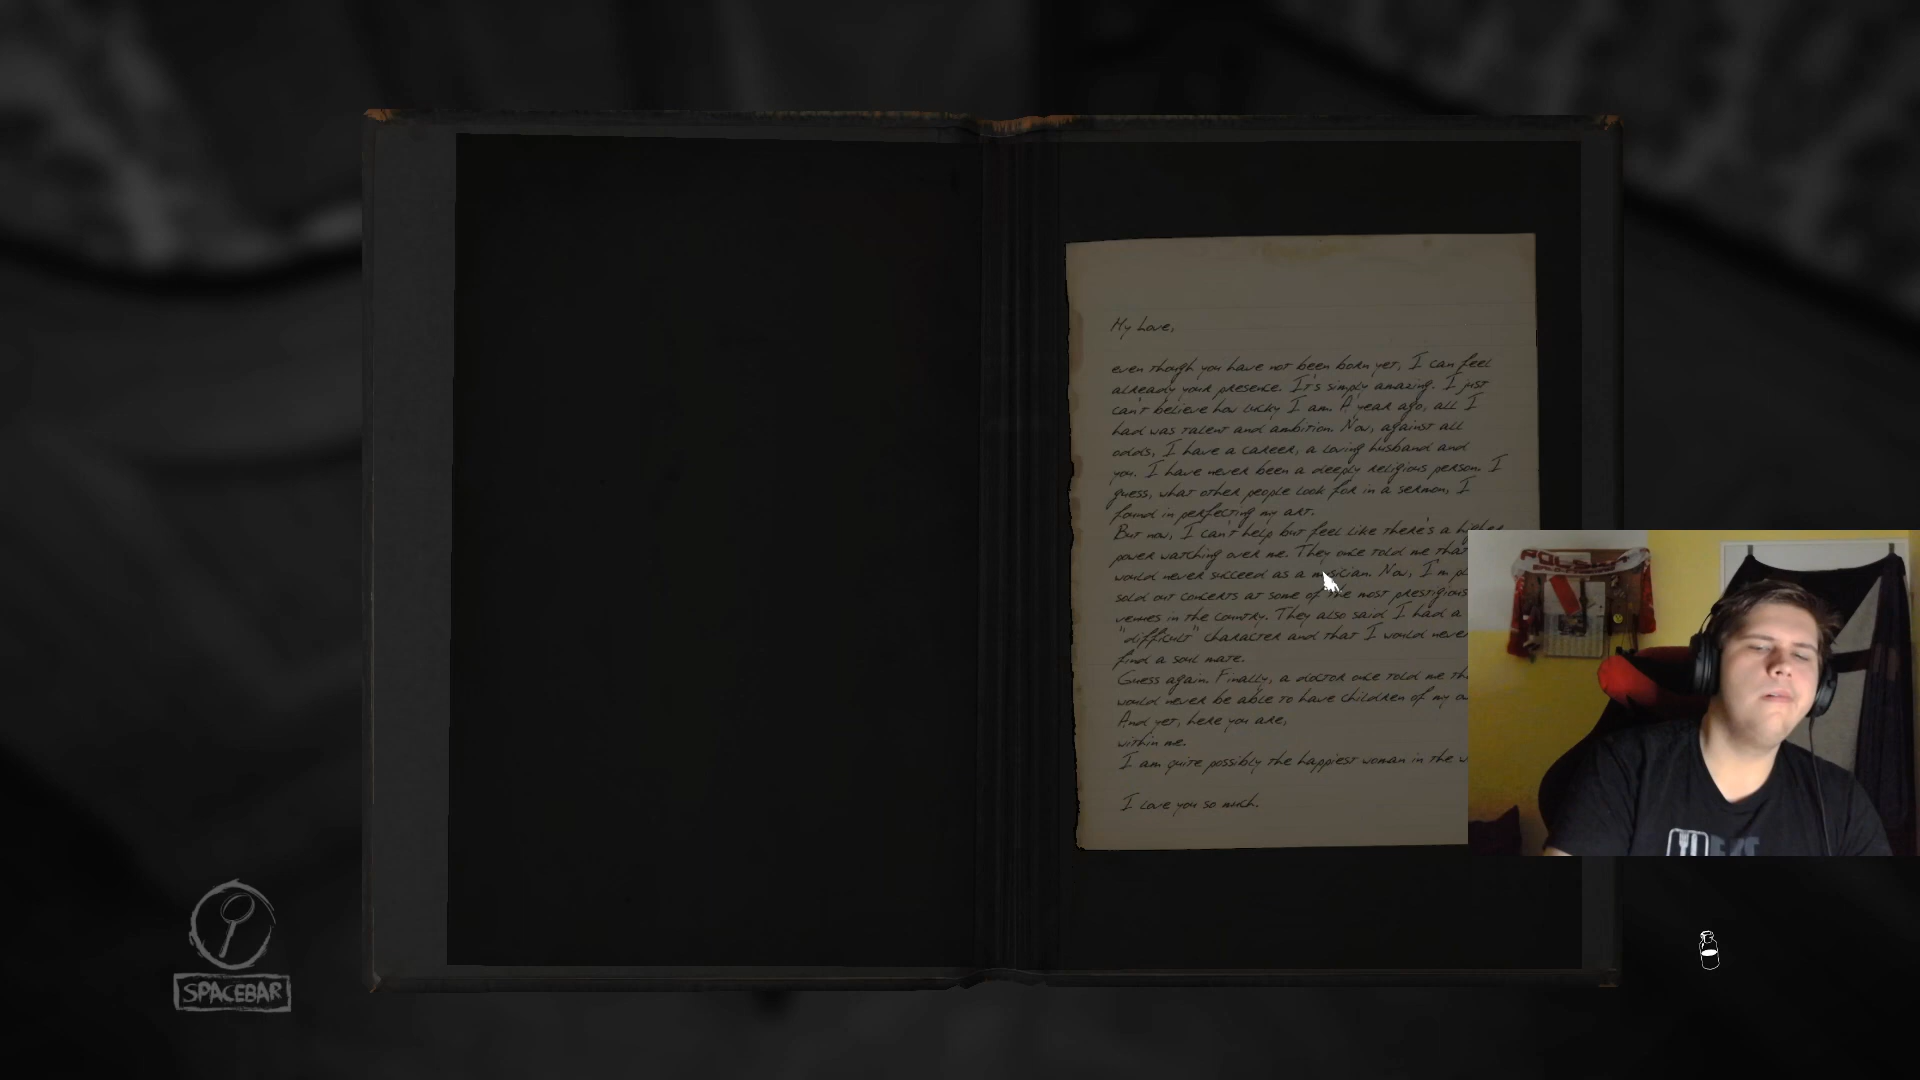 My Love,
even though you have not been born yet, I can feel
already your presence. It's simply amazing. I just
can't believe how lucky I am. A year ago, all I
had was talent and ambition. Now, against all
odds, I have a career, a loving husband and
you. I have never been a deeply religious person. I
guess, what other people look for in a sermon, I
found in perfecting my art.
But now, I can't help but feel like there's a higher
power watching over me. They once told me that
would never succeed as a musician. Now, I'm
sold out concerts at some of the most prestigious
venues in the country. They also said I had a
"difficult" character and that I would never
find a soul mate.
Guess again. Finally, a doctor once told me
would never be able to have children of my
And yet, here you are,
within me.
I am quite possibly the happiest woman in the
I love you so much.
SPACEBAR